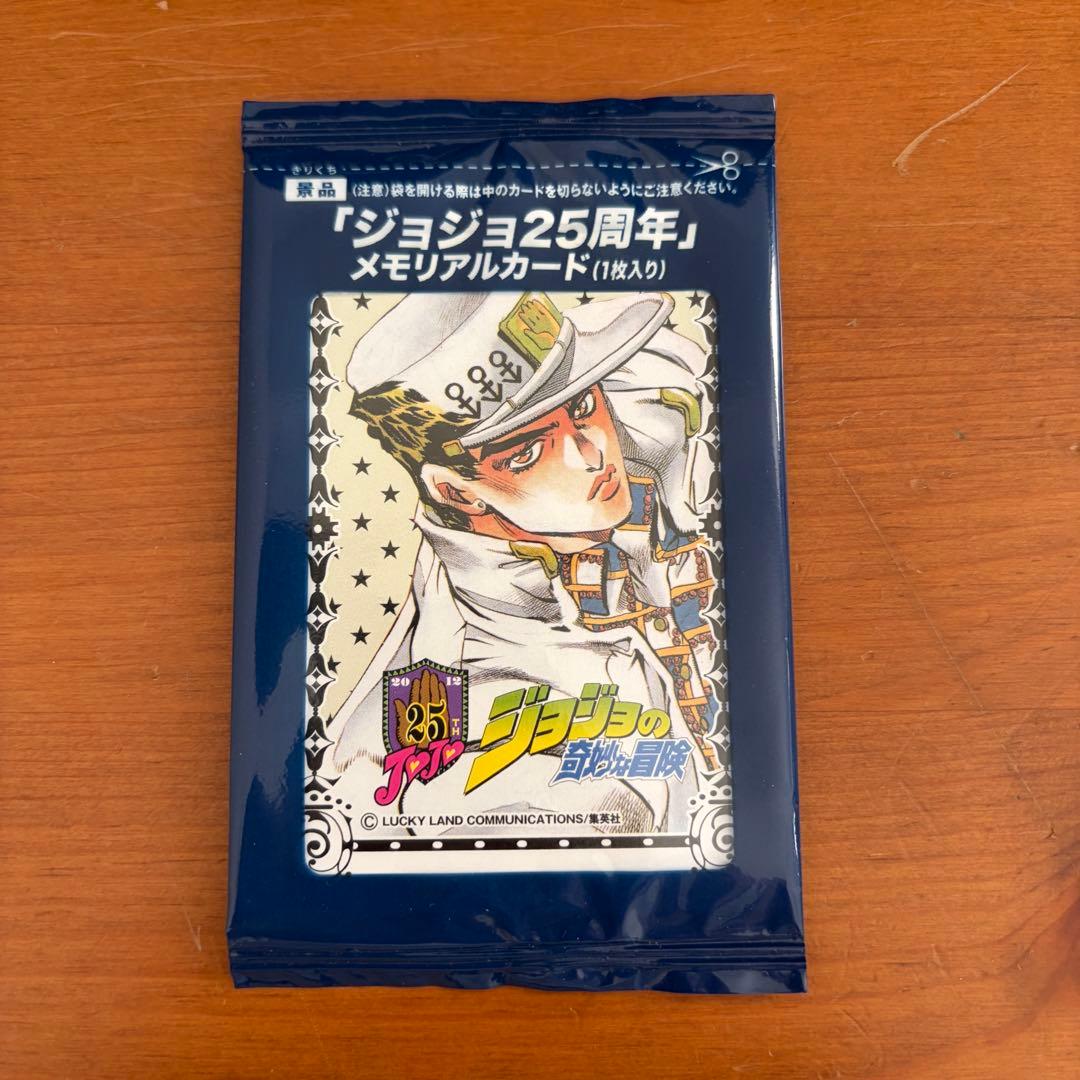 きりくち
景品 (注意)袋を開ける際は中のカードを切らないようにご注意ください。
「ジョジョ25周年」
メモリアルカード(1枚入り)
2012
25TH
JoJo
ジョジョの
奇妙な冒険
© LUCKY LAND COMMUNICATIONS/集英社